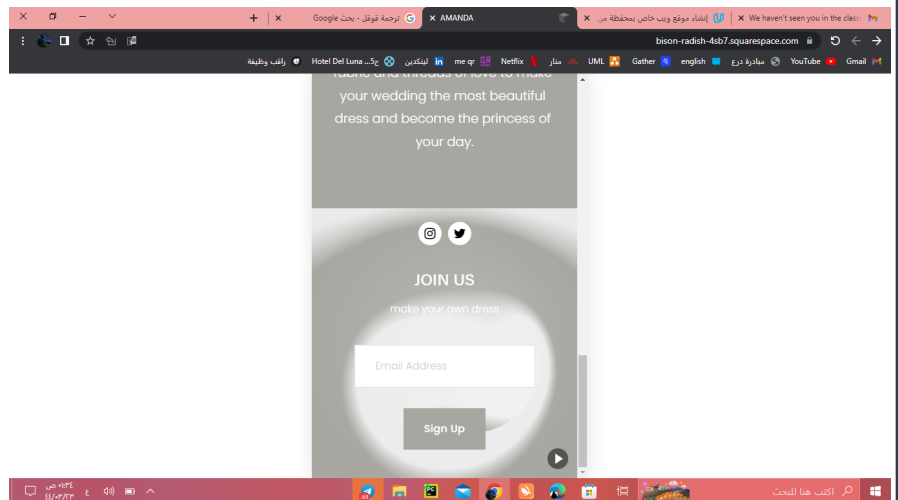 We haven't seen you in the class
إنشاء موقع ويب خاص بمحفظة من
AMANDA
ترجمة قوقل - بحث Google
bison-radish-4sb7.squarespace.com
Gmail
YouTube
مبادرة درع
english
Gather
UML
منار
Netflix
me qr
لينكدين
Hotel Del Luna
راقب وظيفة
your wedding the most beautiful
dress and become the princess of
your day.
JOIN US
make your own dress
Email Address
Sign Up
اكتب هنا للبحث
ع